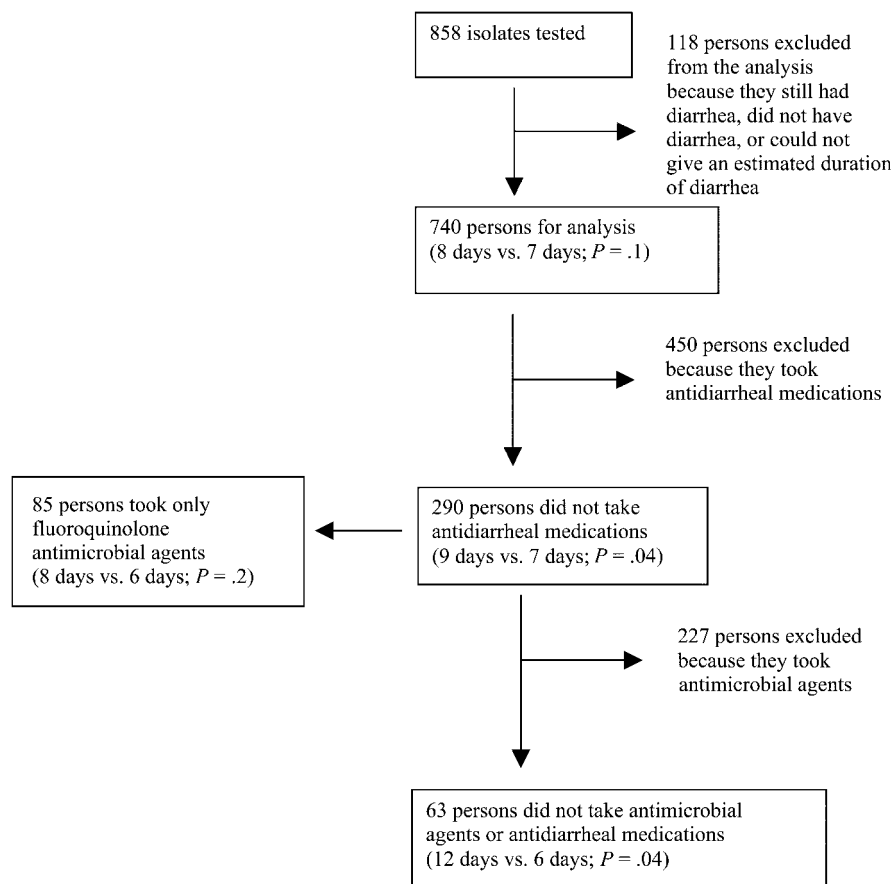 858 isolates tested
118 persons excluded
from the analysis
because they still had
diarrhea, did not have
diarrhea, or could not
give an estimated duration
of diarrhea
740 persons for analysis
(8 days vs. 7 days; P = .1)
450 persons excluded
because they took
antidiarrheal medications
85 persons took only
fluoroquinolone
antimicrobial agents
(8 days vs. 6 days; P = .2)
290 persons did not take
antidiarrheal medications
(9 days vs. 7 days; P = .04)
227 persons excluded
because they took
antimicrobial agents
63 persons did not take antimicrobial
agents or antidiarrheal medications
(12 days vs. 6 days; P = .04)